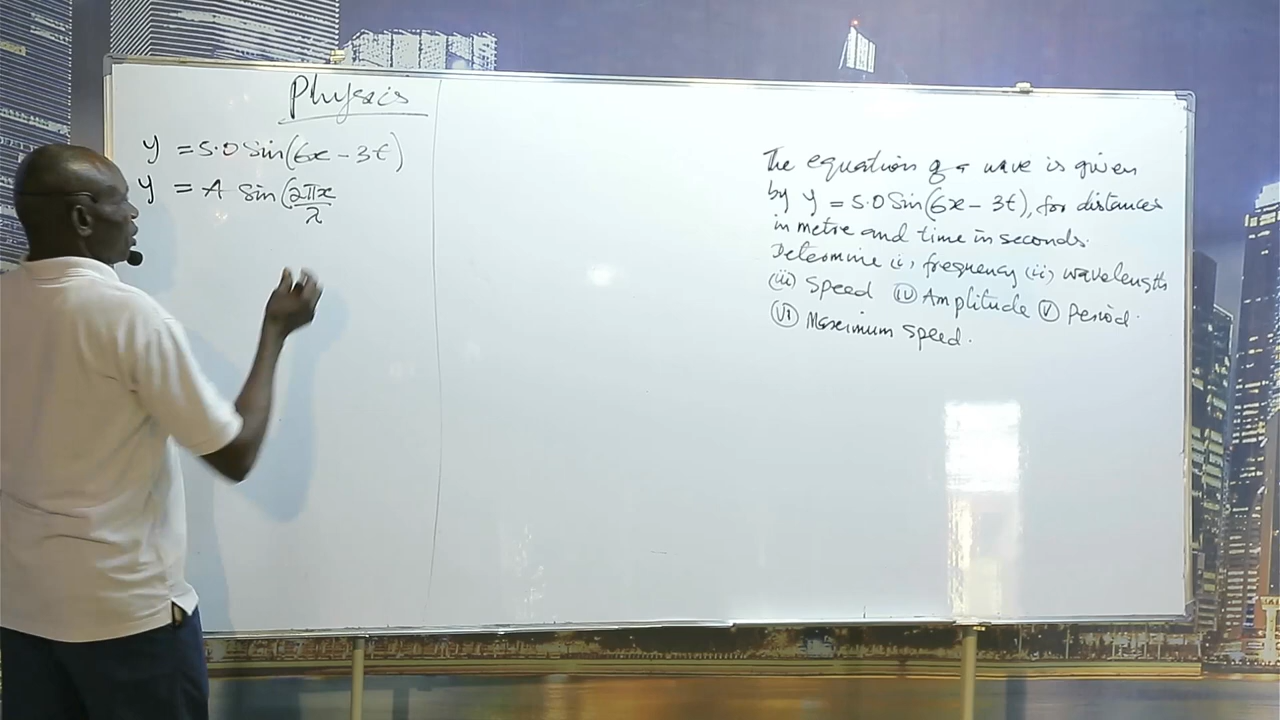 Physics
y = 5.0 Sin(6x - 3t)
y = A Sin(2πx/λ
The equation of a wave is given
by y = 5.0 Sin(6x - 3t), for distances
in metre and time in seconds.
Determine (i), frequency (ii), wavelength
(iii) Speed (iv) Amplitude (v) Period.
(vi) Maximum Speed.